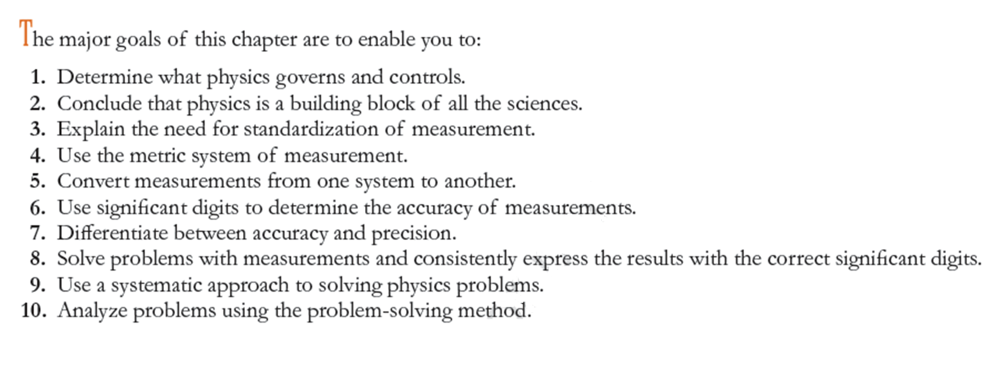 The major goals of this chapter are to enable you to:
1. Determine what physics governs and controls.
2. Conclude that physics is a building block of all the sciences.
3. Explain the need for standardization of measurement.
4. Use the metric system of measurement.
5. Convert measurements from one system to another.
6. Use significant digits to determine the accuracy of measurements.
7. Differentiate between accuracy and precision.
8. Solve problems with measurements and consistently express the results with the correct significant digits.
9. Use a systematic approach to solving physics problems.
10. Analyze problems using the problem-solving method.